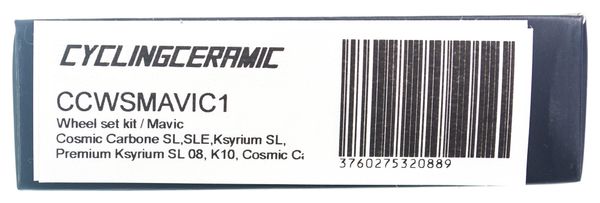 CYCLINGCERAMIC
CCWSMAVIC1
Wheel set kit / Mavic
Cosmic Carbone SL,SLE,Ksyrium SL,
Premium Ksyrium SL 08, K10, Cosmic Ca
3760275320889